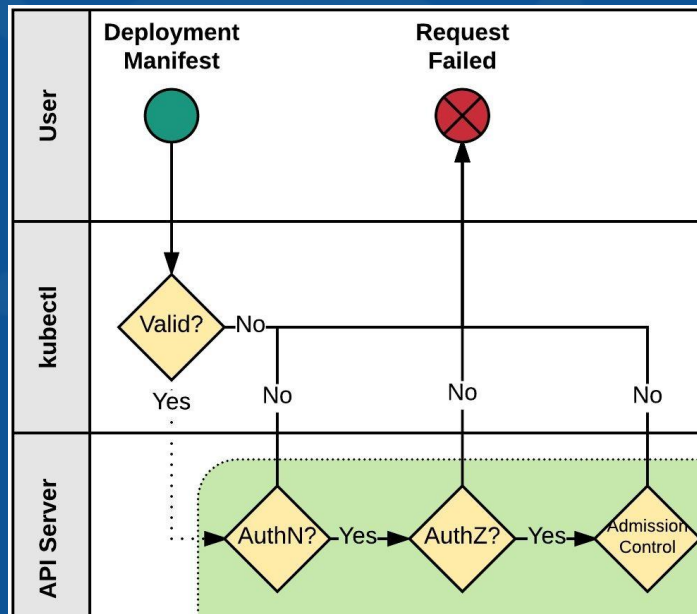 Deployment
Manifest
Request
Failed
User
kubectl
Valid?
No
Yes
No
No
No
API Server
AuthN?
Yes
AuthZ?
Yes
Admission
Control